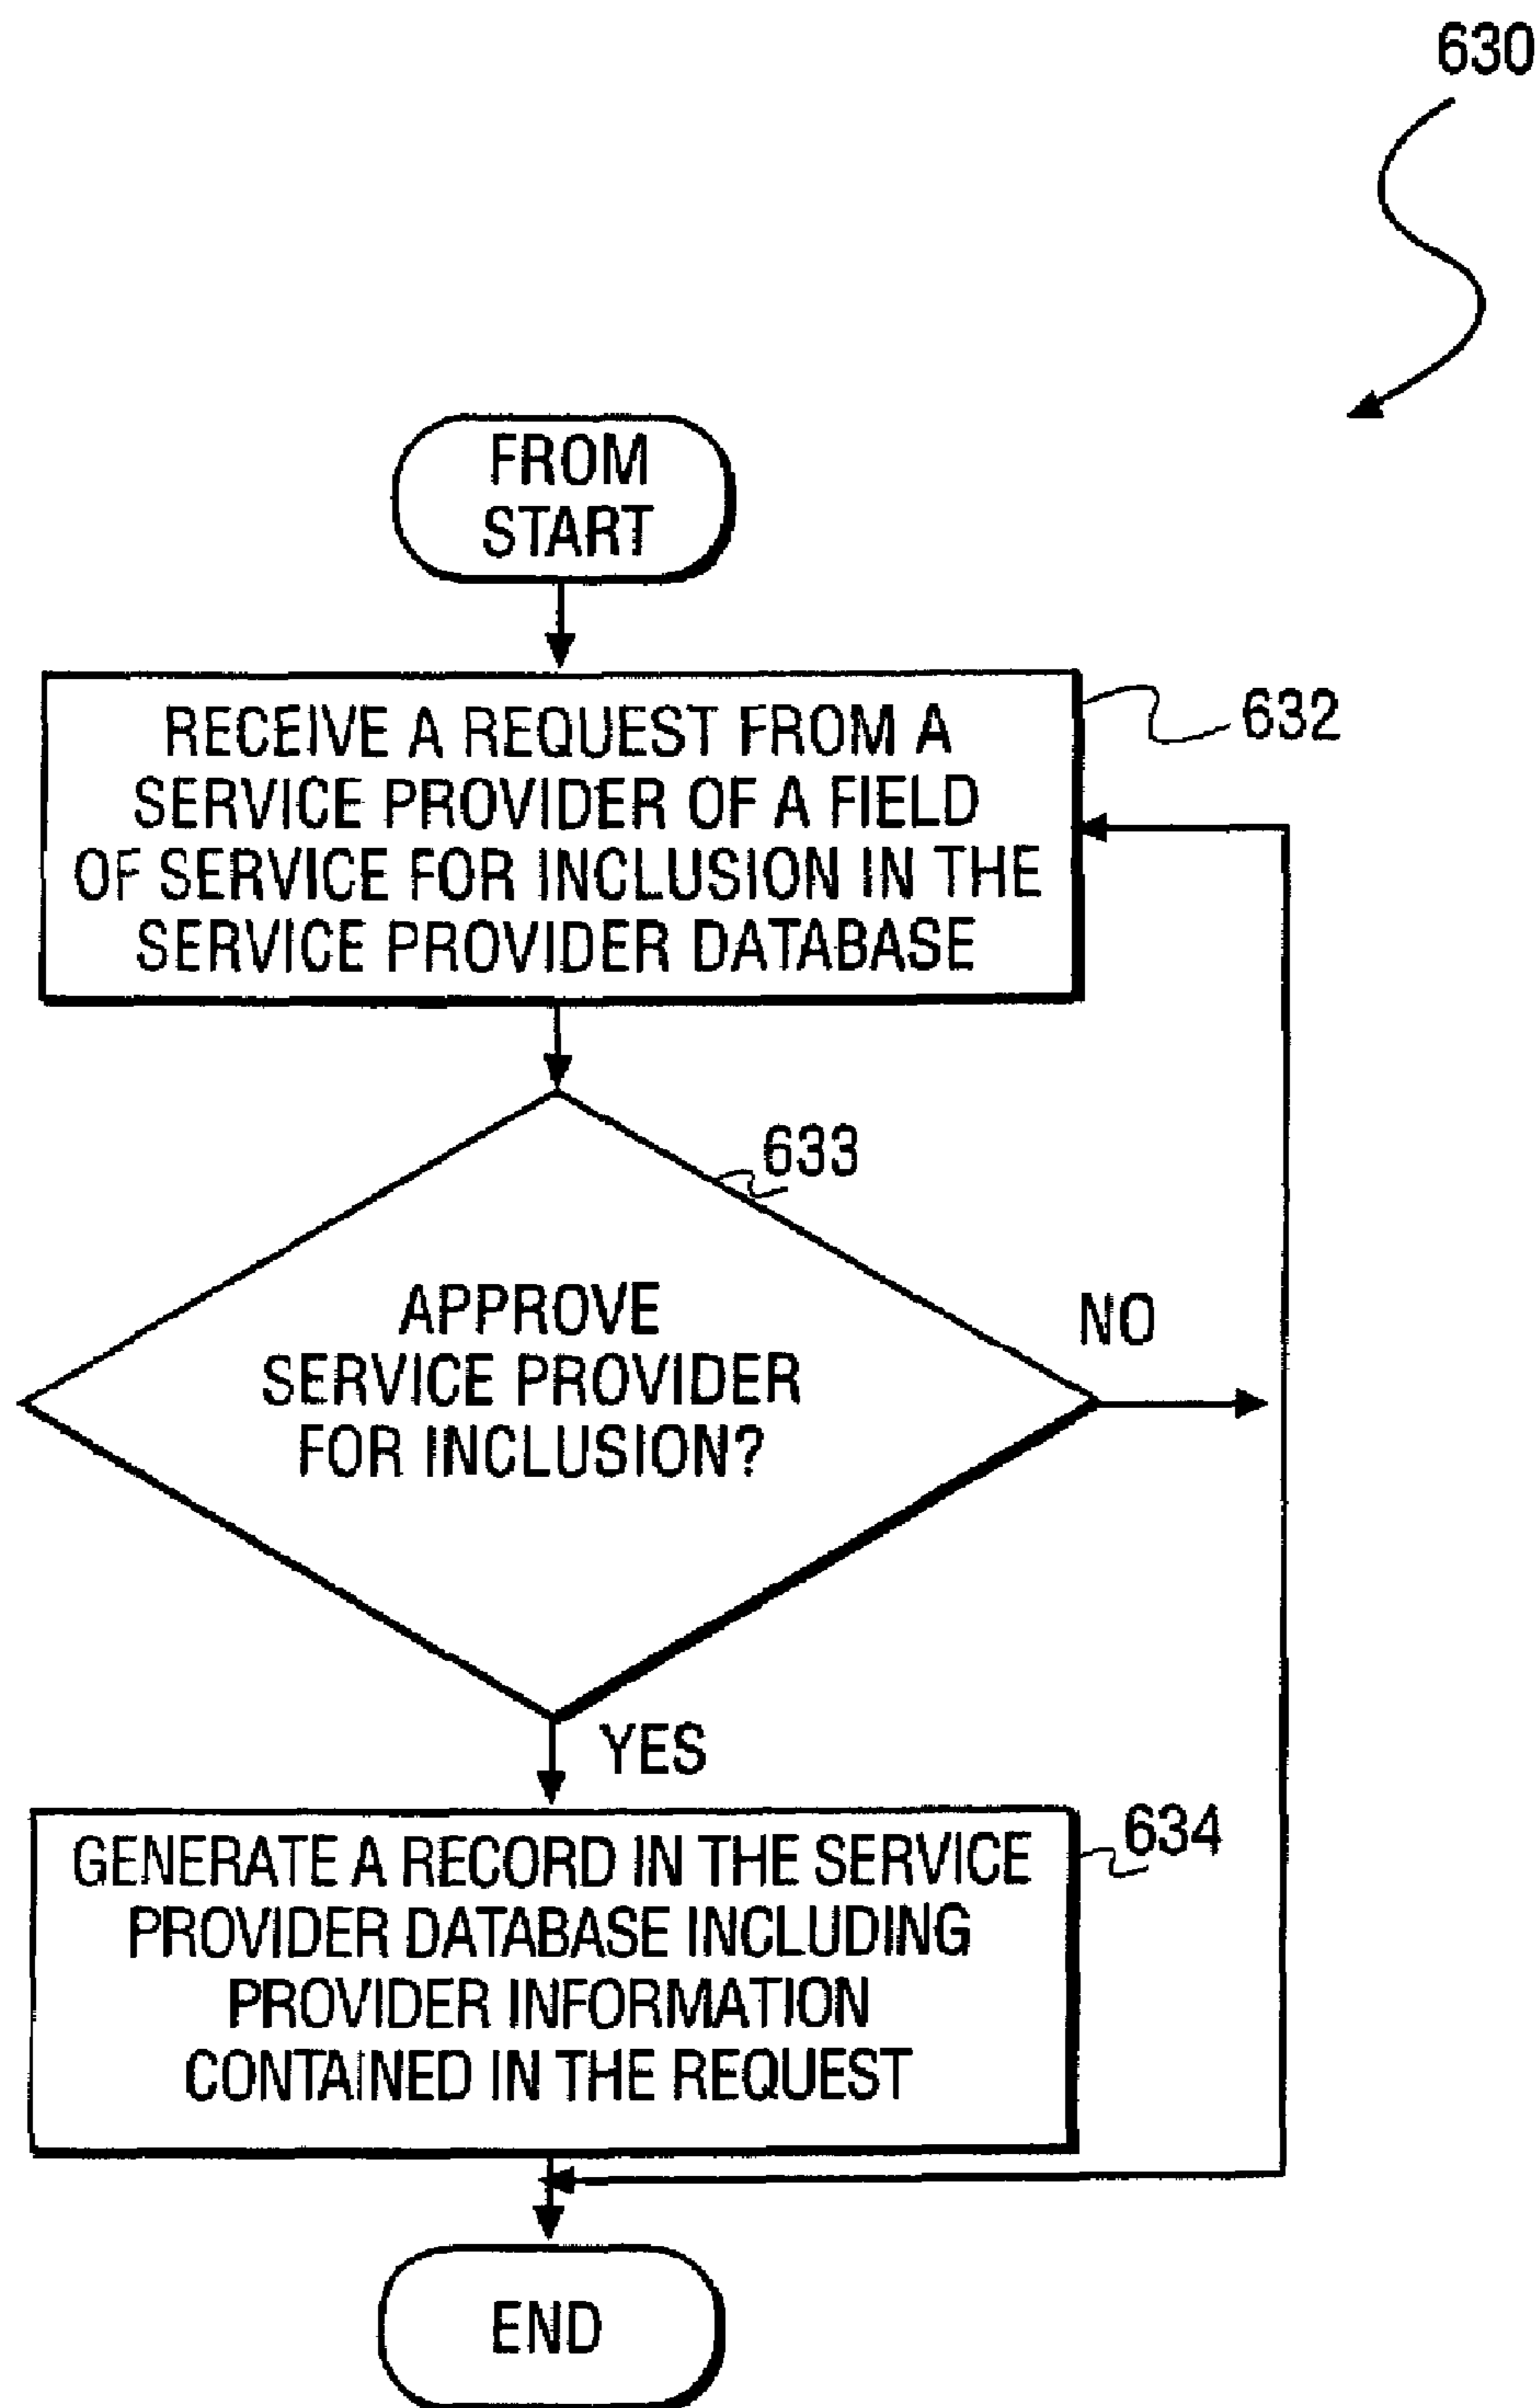 630
FROM
START
RECEIVE A REQUEST FROM A
SERVICE PROVIDER OF A FIELD
OF SERVICE FOR INCLUSION IN THE
SERVICE PROVIDER DATABASE
632
633
APPROVE
SERVICE PROVIDER
FOR INCLUSION?
NO
YES
GENERATE A RECORD IN THE SERVICE
PROVIDER DATABASE INCLUDING
PROVIDER INFORMATION
CONTAINED IN THE REQUEST
634
END